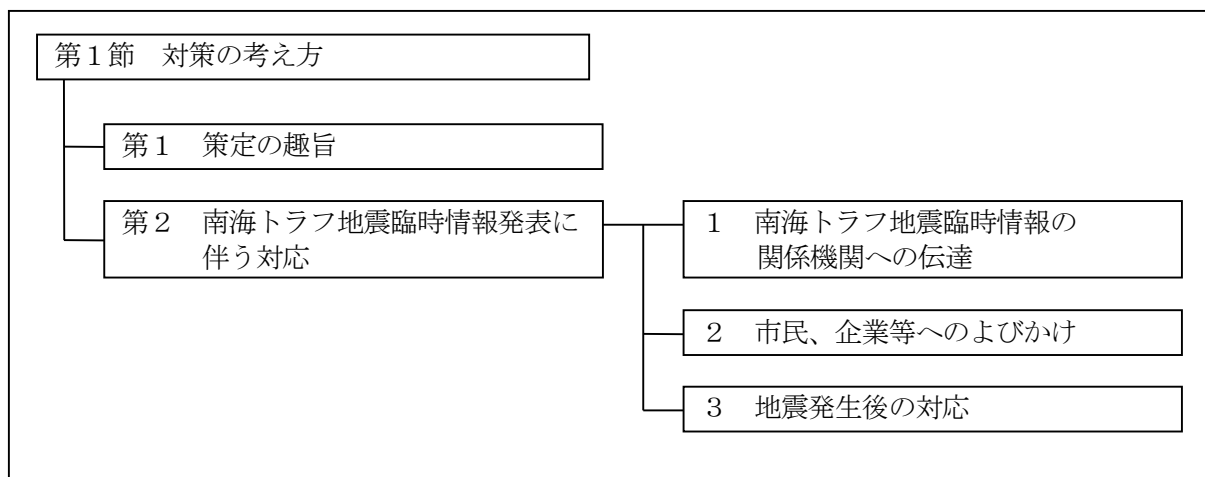 第１節　対策の考え方
第１　策定の趣旨
第２　南海トラフ地震臨時情報発表に
伴う対応
１　南海トラフ地震臨時情報の
関係機関への伝達
２　市民、企業等へのよびかけ
３　地震発生後の対応